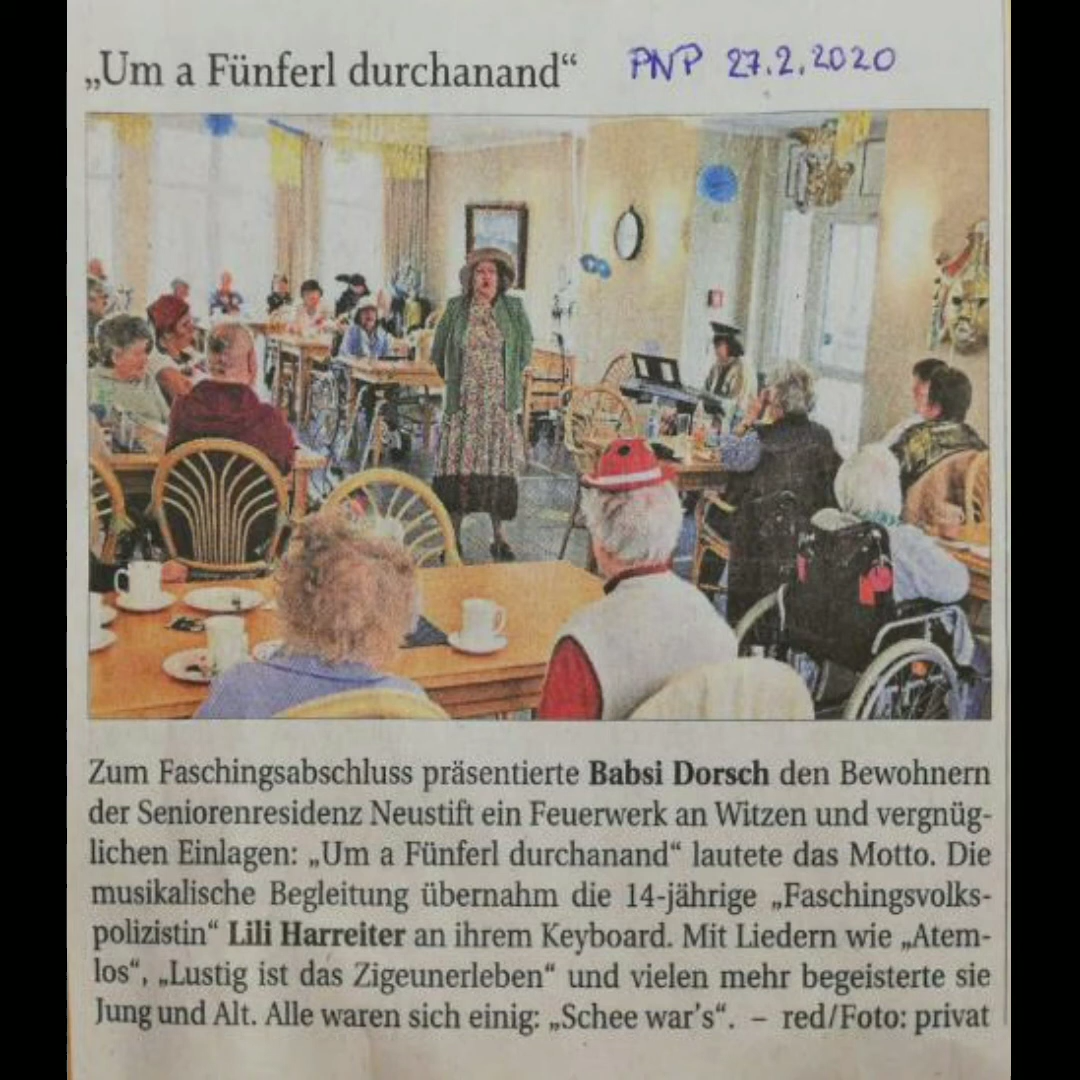 „Um a Fünferl durchanand“ PNP 27.2.2020
Zum Faschingsabschluss präsentierte Babsi Dorsch den Bewohnern
der Seniorenresidenz Neustift ein Feuerwerk an Witzen und vergnüg-
lichen Einlagen: „Um a Fünferl durchanand“ lautete das Motto. Die
musikalische Begleitung übernahm die 14-jährige „Faschingsvolks-
polizistin“ Lili Harreiter an ihrem Keyboard. Mit Liedern wie „Atem-
los“, „Lustig ist das Zigeunerleben“ und vielen mehr begeisterte sie
Jung und Alt. Alle waren sich einig: „Schee war’s“. – red/Foto: privat